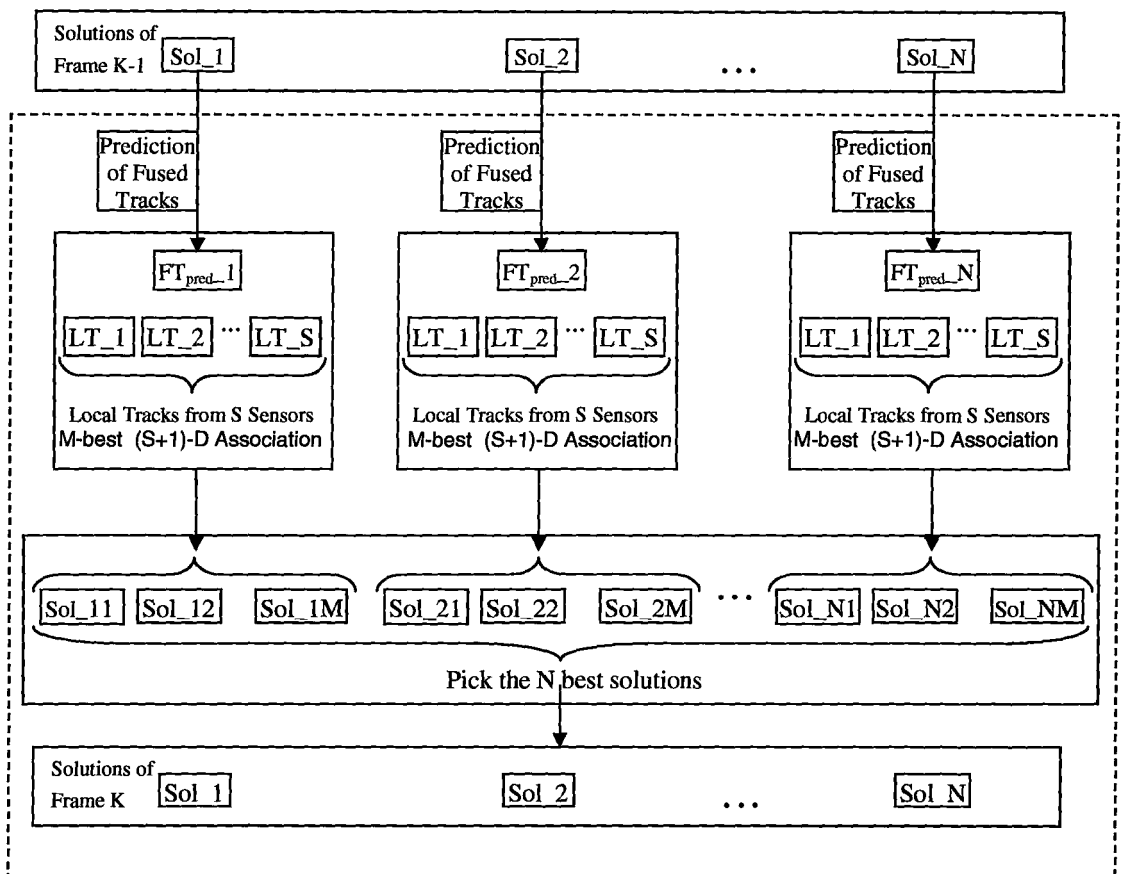 Solutions of
Frame K-1
Sol_1
Sol_2
...
Sol_N
Prediction
of Fused
Tracks
Prediction
of Fused
Tracks
Prediction
of Fused
Tracks
FTpred_1
FTpred_2
FTpred_N
LT_1 LT_2 ... LT_S
LT_1 LT_2 ... LT_S
LT_1 LT_2 ... LT_S
Local Tracks from S Sensors
M-best (S+1)-D Association
Local Tracks from S Sensors
M-best (S+1)-D Association
Local Tracks from S Sensors
M-best (S+1)-D Association
Sol_11 Sol_12 Sol_1M Sol_21 Sol_22 Sol_2M ... Sol_N1 Sol_N2 Sol_NM
Pick the N best solutions
Solutions of
Frame K
Sol_1
Sol_2
...
Sol_N